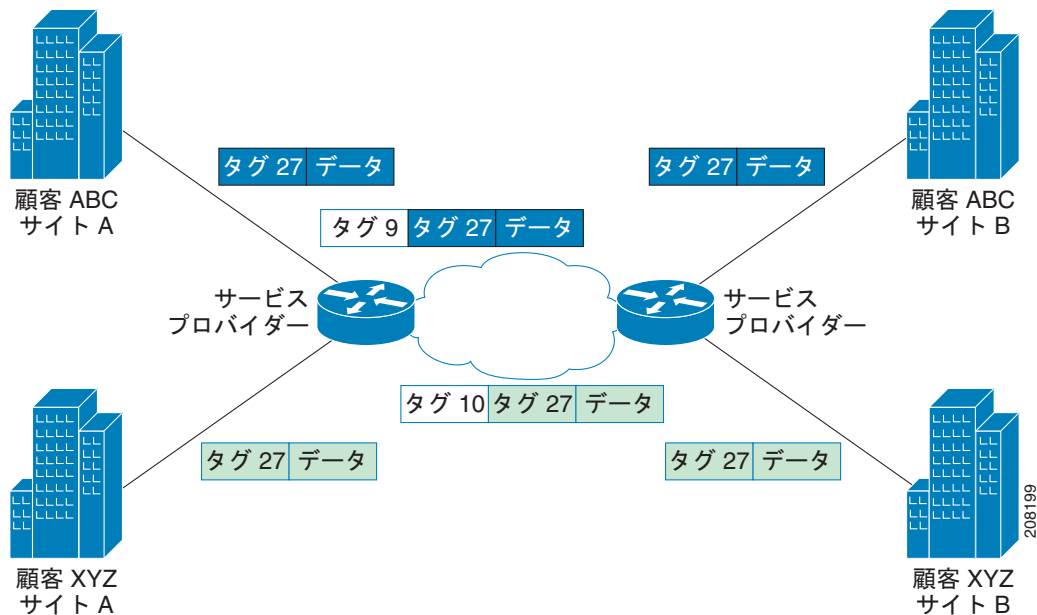 タグ 27 データ
タグ 27 データ
顧客 ABC
サイト A
顧客 ABC
サイト B
タグ 9 タグ 27 データ
サービス
プロバイダー
サービス
プロバイダー
タグ 10 タグ 27 データ
タグ 27 データ
タグ 27 データ
208199
顧客 XYZ
サイト A
顧客 XYZ
サイト B